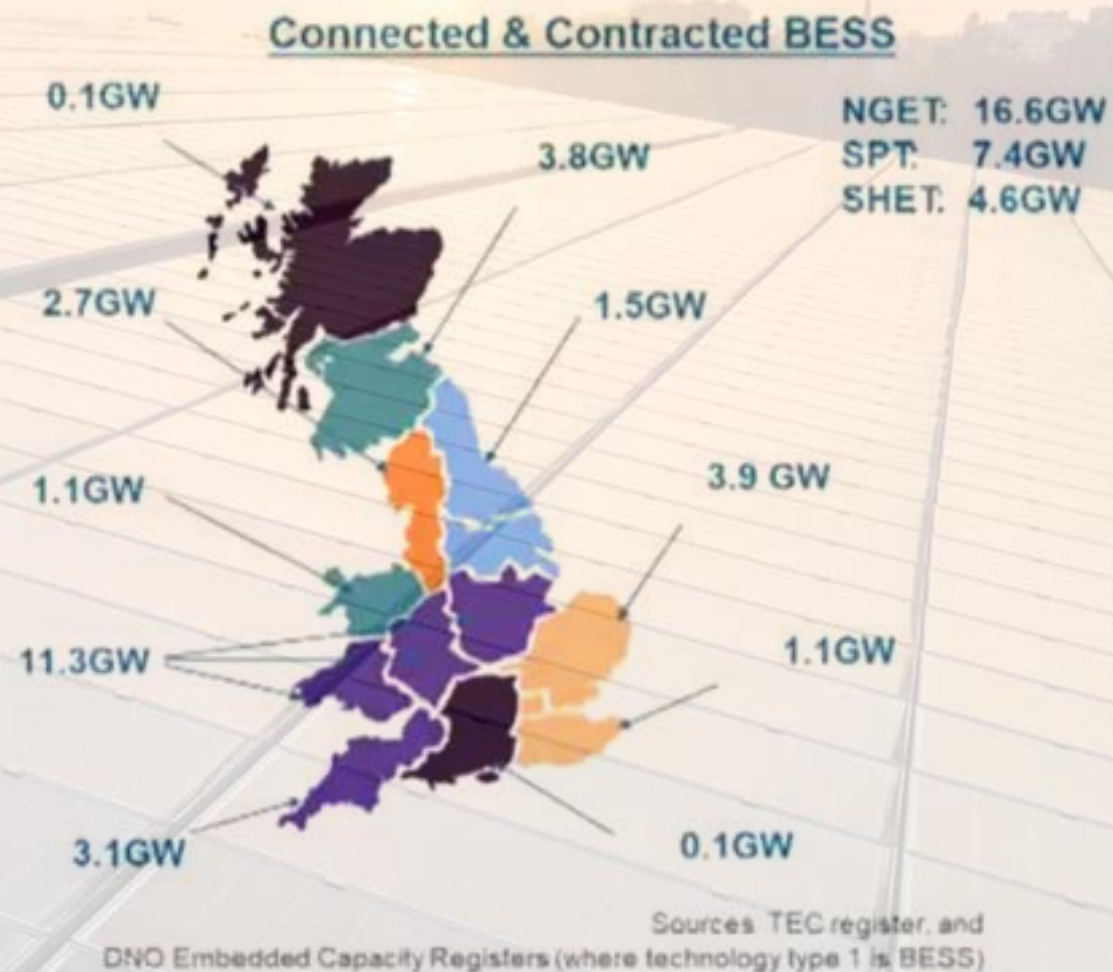 Connected & Contracted BESS
0.1GW
NGET: 16.6GW
SPT: 7.4GW
SHET: 4.6GW
3.8GW
2.7GW
1.5GW
1.1GW
3.9 GW
11.3GW
1.1GW
3.1GW
0.1GW
Sources TEC register, and
DNO Embedded Capacity Registers (where technology type 1 is BESS)